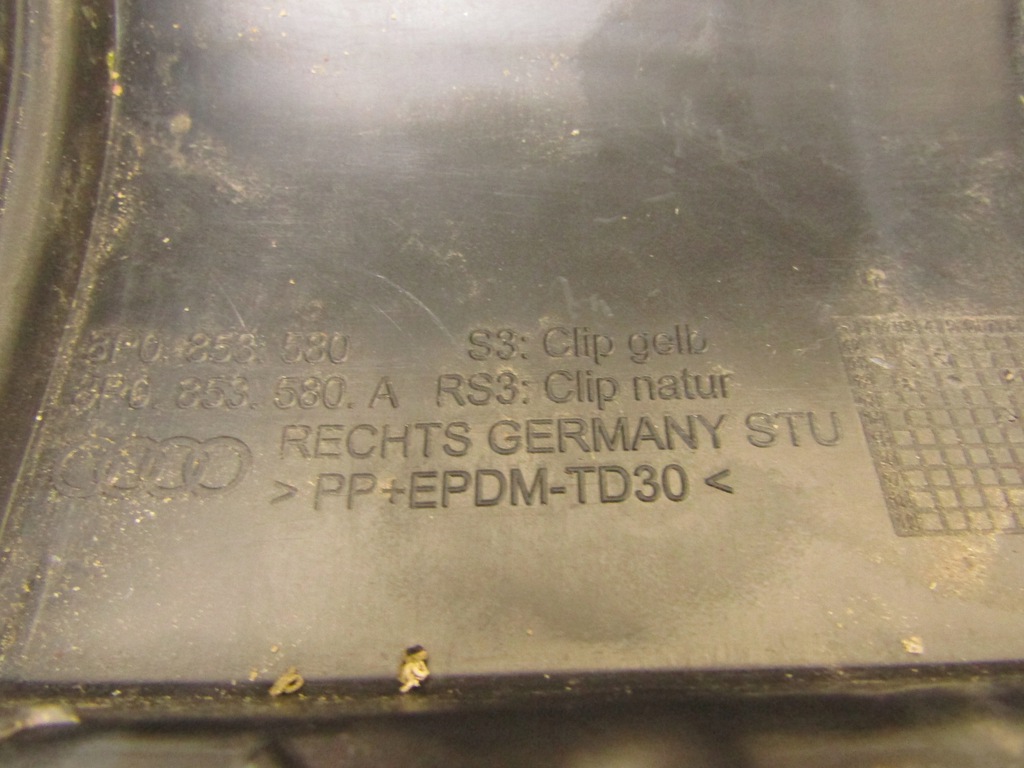 8P0. 853. 580 S3: Clip gelb
8P0. 853. 580. A RS3: Clip natur
RECHTS GERMANY STU
> PP+EPDM-TD30 <